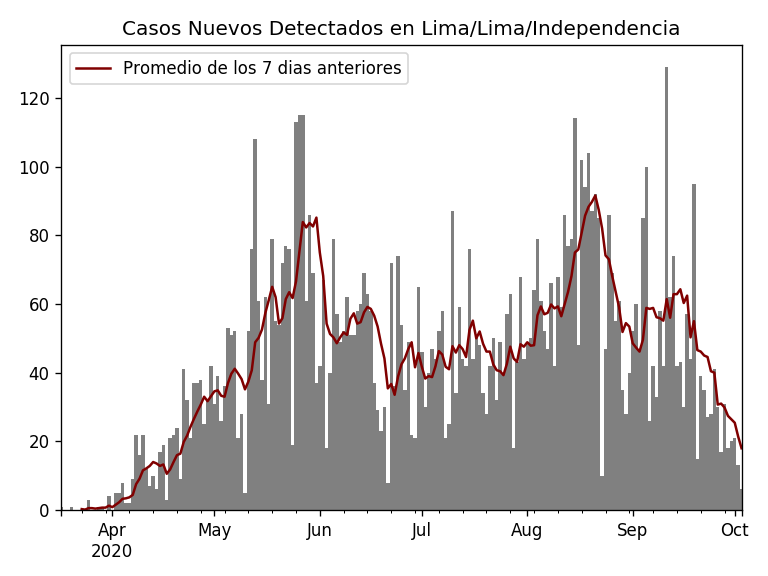 Casos Nuevos Detectados en Lima/Lima/Independencia
Promedio de los 7 dias anteriores
120
100
80
60
40
20
0
Apr May Jun Jul Aug Sep Oct
2020